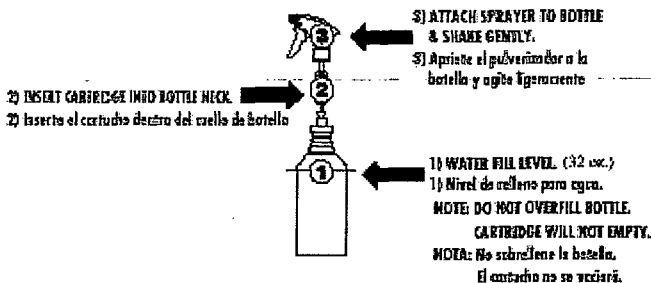 3) ATTACH SPRAYER TO BOTTLE
& SHAKE GENTLY.
3) Apriete el pulverizador a la
botella y agite ligeramente
3
2) INSERT CARTRIDGE INTO BOTTLE NECK.
2) Inserte el cartucho dentro del cuello de botella
2
1
1) WATER FILL LEVEL. (32 oz.)
1) Nivel de relleno para agua.
NOTE: DO NOT OVERFILL BOTTLE.
CARTRIDGE WILL NOT EMPTY.
NOTA: No sobrellene la botella.
El cartucho no se vaciará.